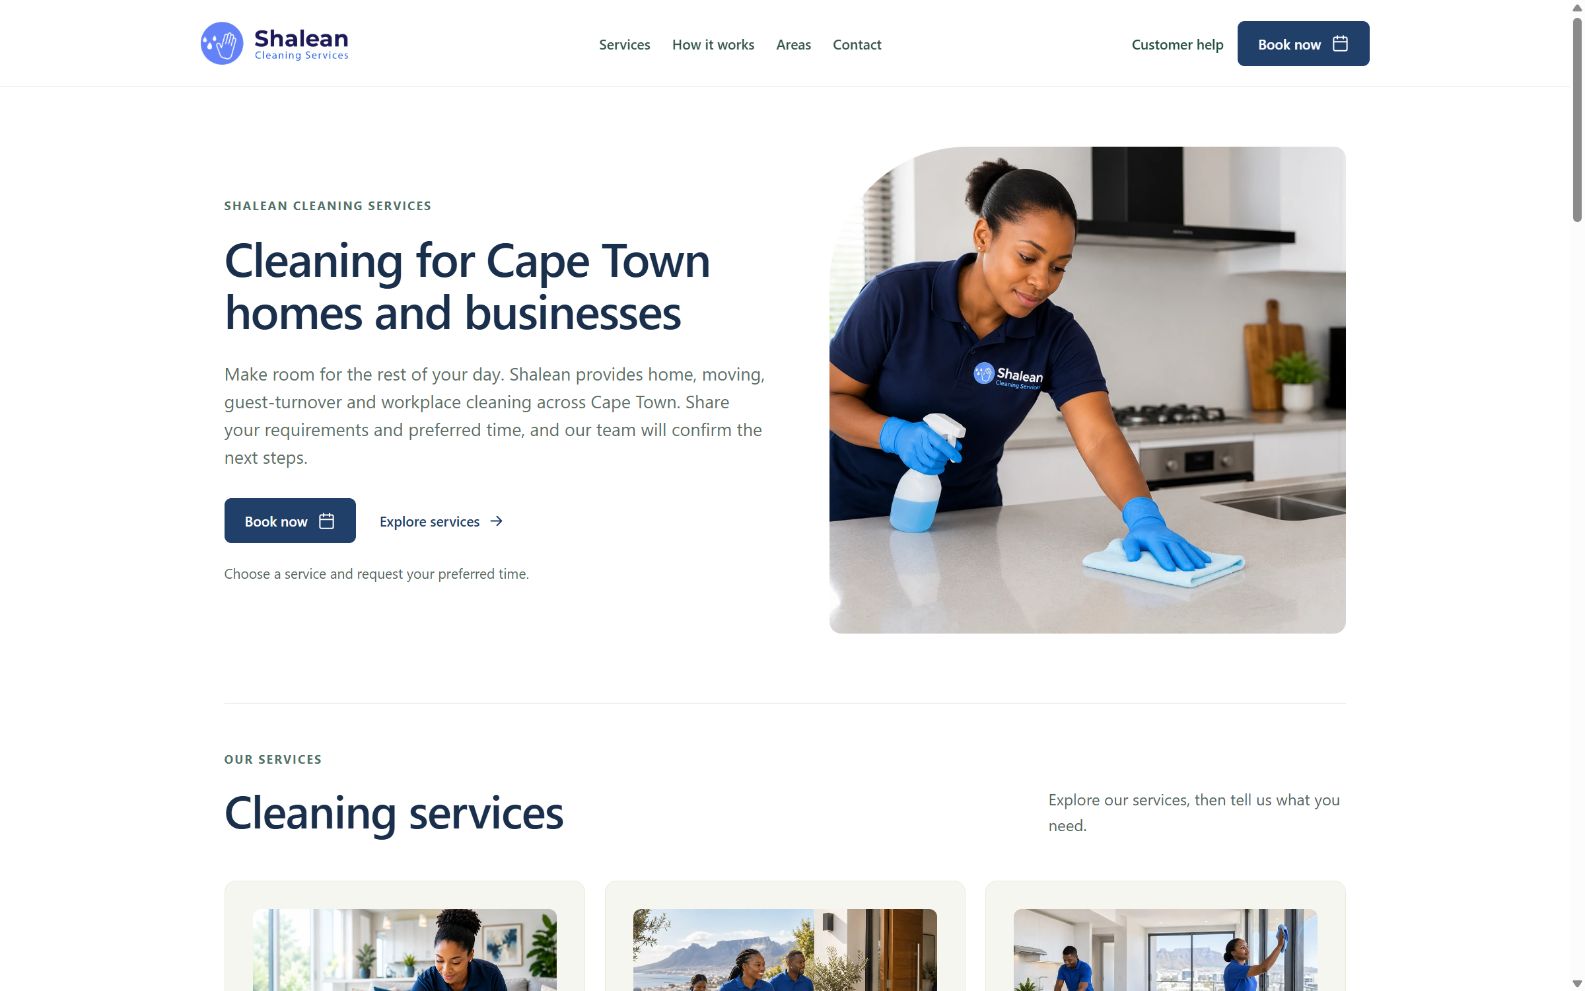 Shalean
Cleaning Services
Services
How it works
Areas
Contact
Customer help
Book now
SHALEAN CLEANING SERVICES
Cleaning for Cape Town
homes and businesses
Make room for the rest of your day. Shalean provides home, moving,
guest-turnover and workplace cleaning across Cape Town. Share
your requirements and preferred time, and our team will confirm the
next steps.
Book now
Explore services
Choose a service and request your preferred time.
Shalean
Cleaning Services
OUR SERVICES
Cleaning services
Explore our services, then tell us what you
need.